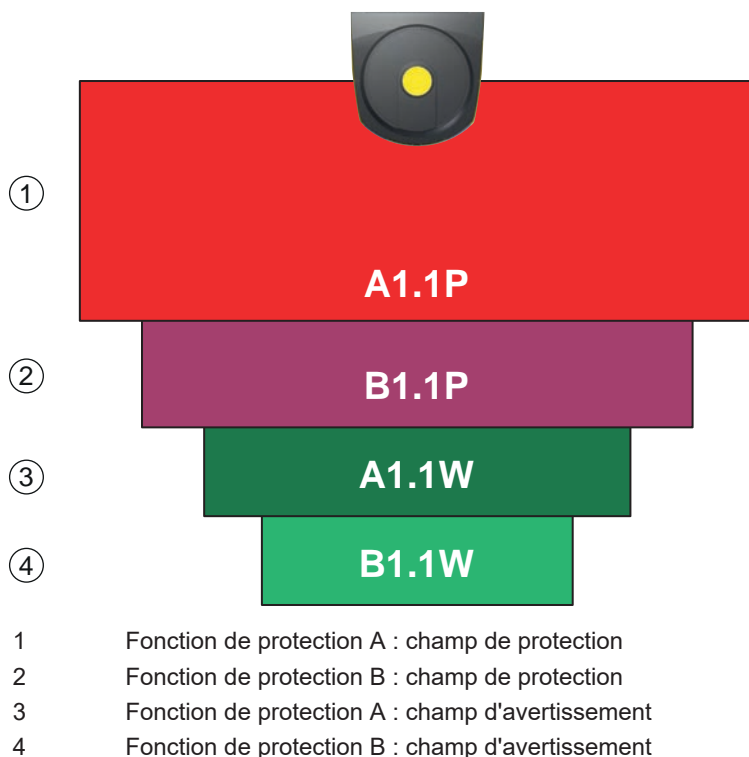 1
A1.1P
2
B1.1P
3
A1.1W
4
B1.1W
1 Fonction de protection A : champ de protection
2 Fonction de protection B : champ de protection
3 Fonction de protection A : champ d'avertissement
4 Fonction de protection B : champ d'avertissement